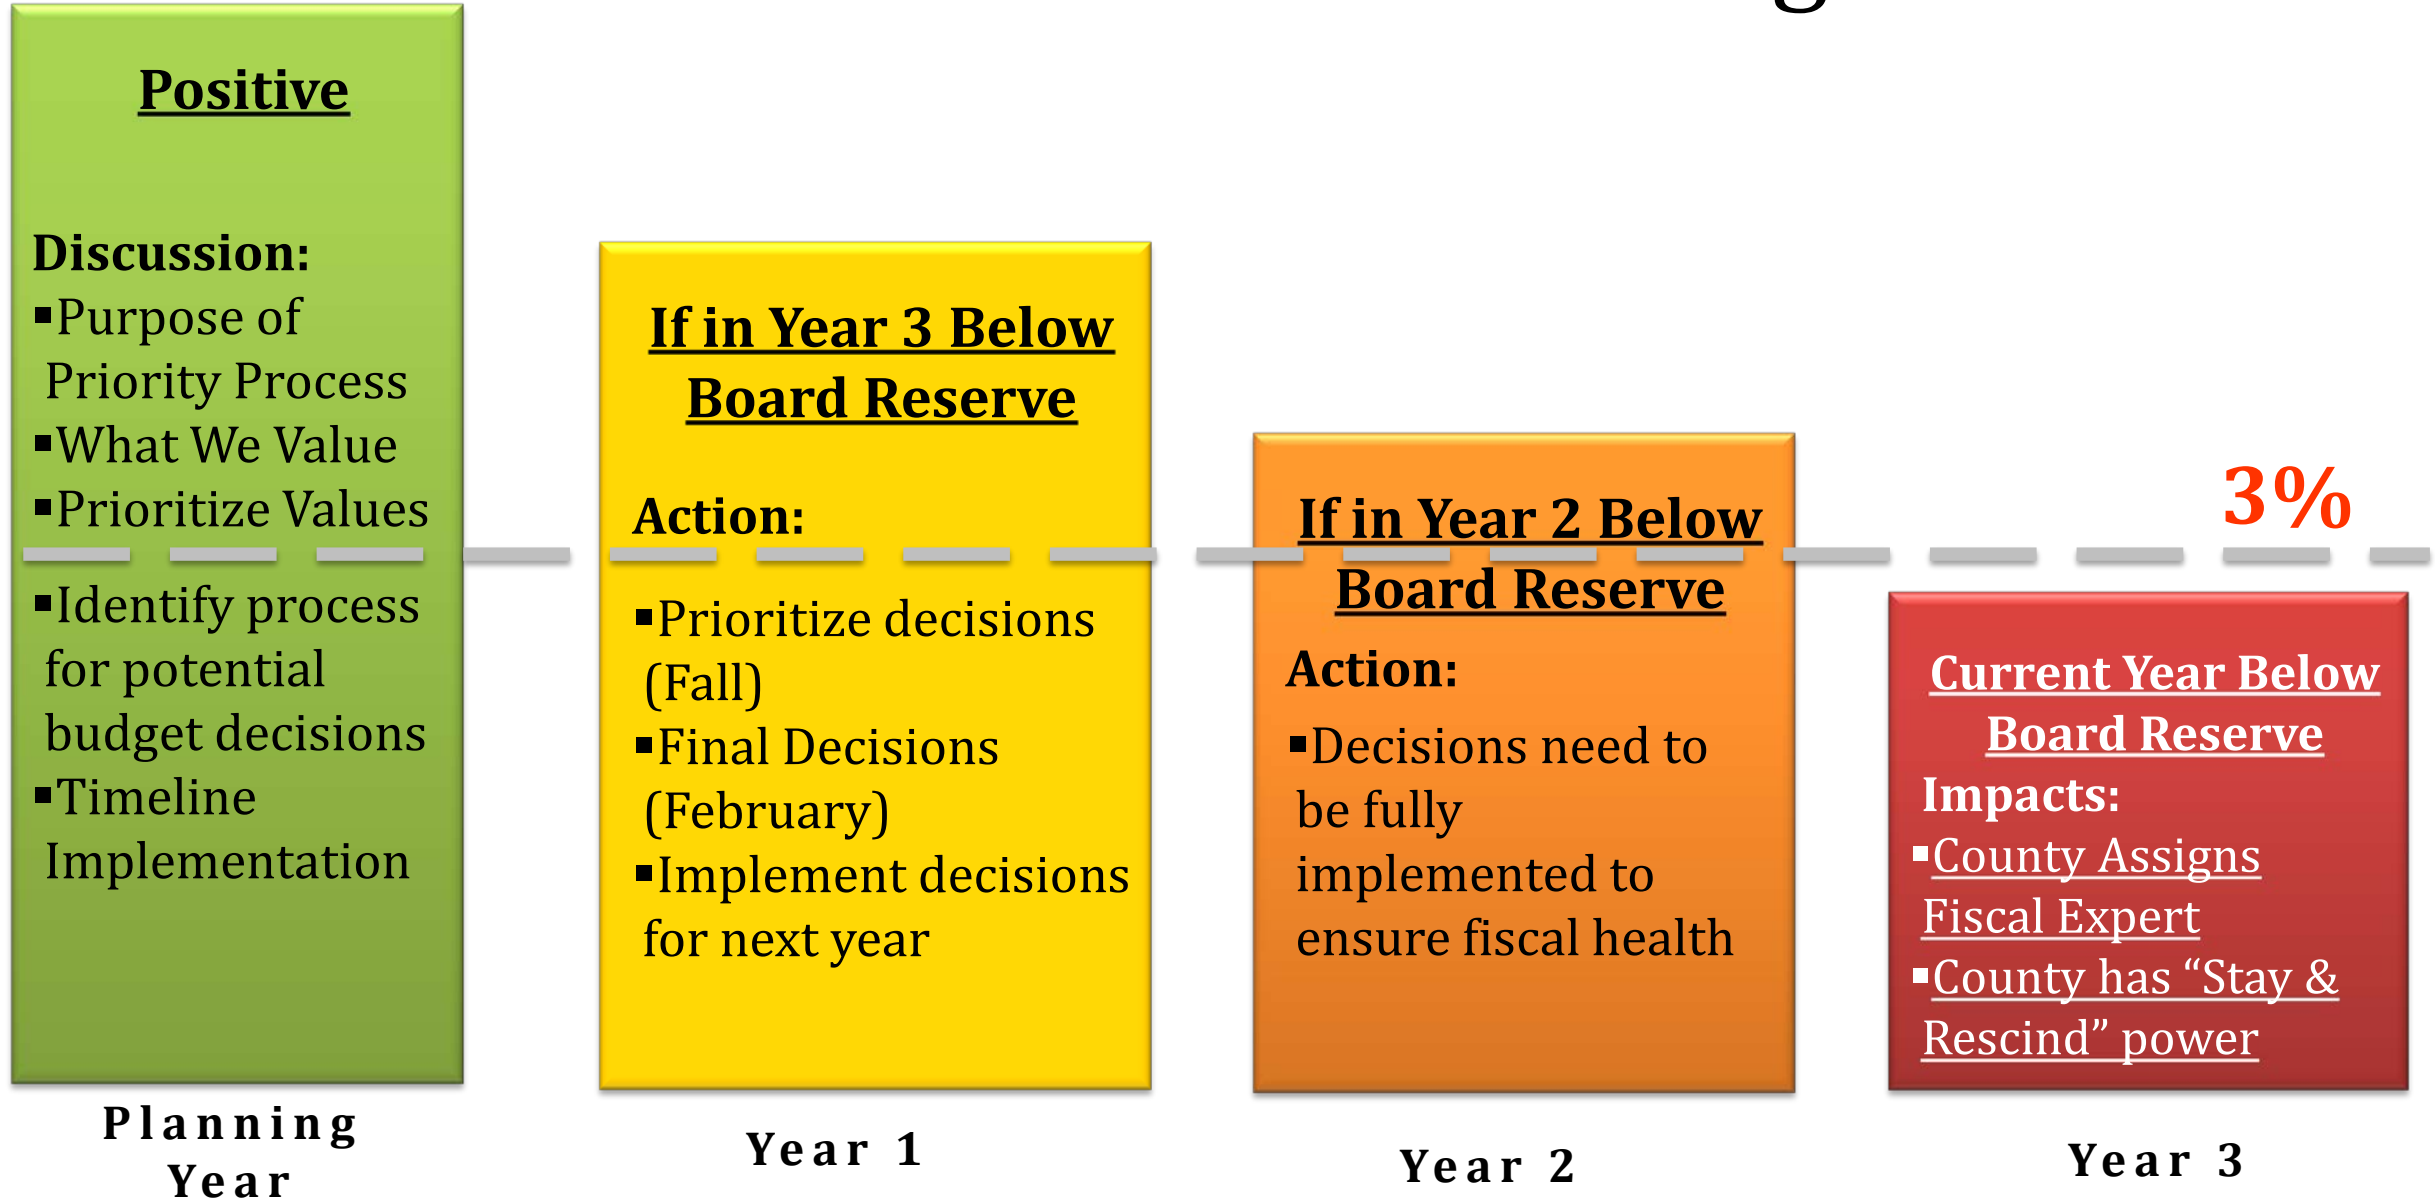 Positive
Discussion:
▪Purpose of
Priority Process
▪What We Value
▪Prioritize Values
▪Identify process
for potential
budget decisions
▪Timeline
Implementation
Planning
Year
If in Year 3 Below
Board Reserve
Action:
▪Prioritize decisions
(Fall)
▪Final Decisions
(February)
▪Implement decisions
for next year
Year 1
If in Year 2 Below
Board Reserve
Action:
▪Decisions need to
be fully
implemented to
ensure fiscal health
Year 2
3%
Current Year Below
Board Reserve
Impacts:
▪County Assigns
Fiscal Expert
▪County has “Stay &
Rescind” power
Year 3